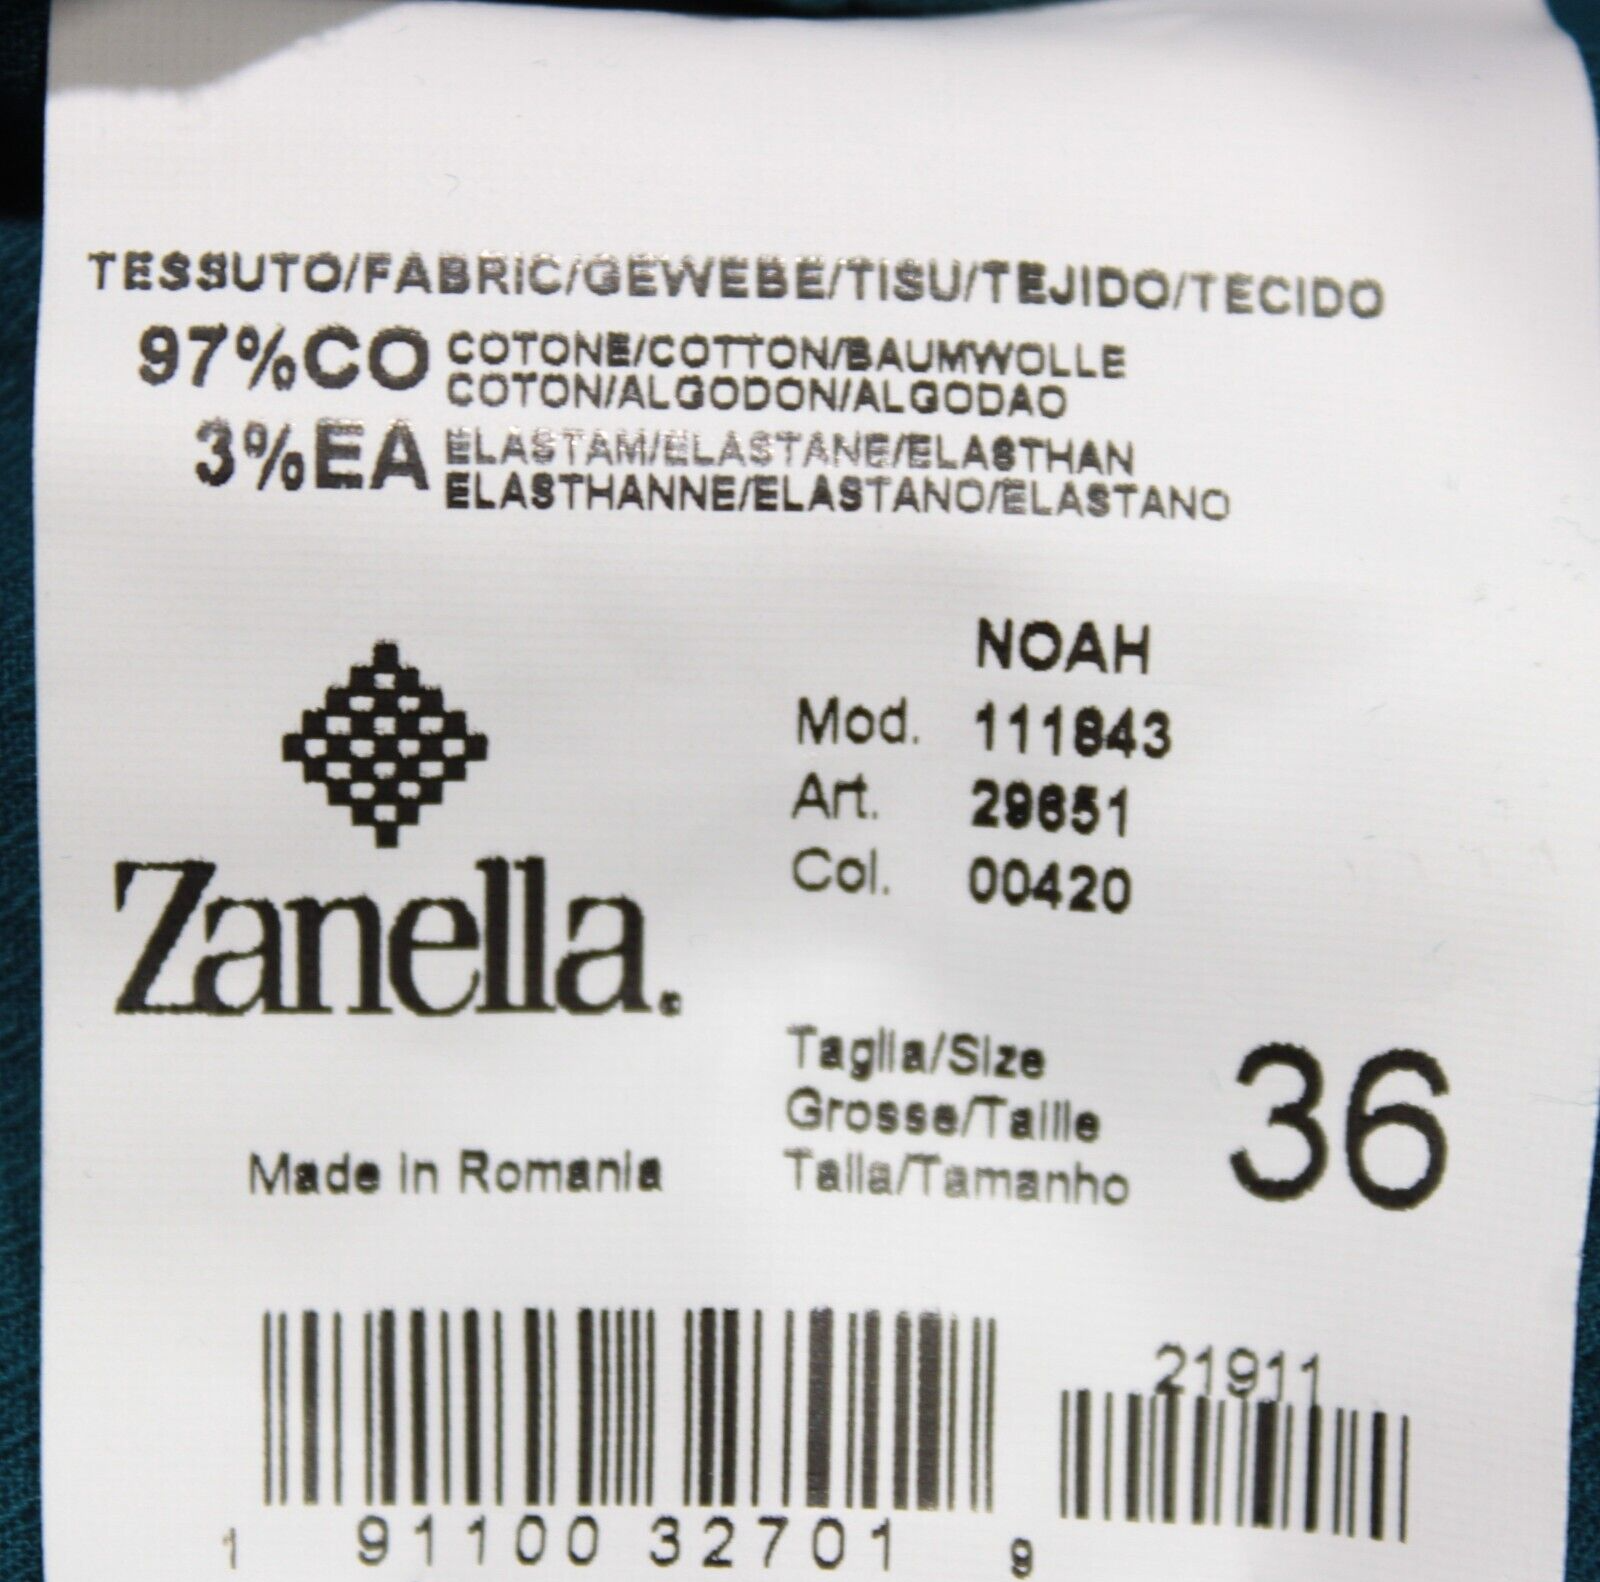 TESSUTO/FABRIC/GEWEBE/TISU/TEJIDO/TECIDO
97%CO COTONE/COTTON/BAUMWOLLE
COTON/ALGODON/ALGODAO
3%EA ELASTAM/ELASTANE/ELASTHAN
ELASTHANNE/ELASTANO/ELASTANO
NOAH
Mod. 111843
Art. 29651
Col. 00420
Zanella.
Taglia/Size
Grosse/Taille
Talla/Tamanho
36
Made in Romania
21911
1 91100 32701 9